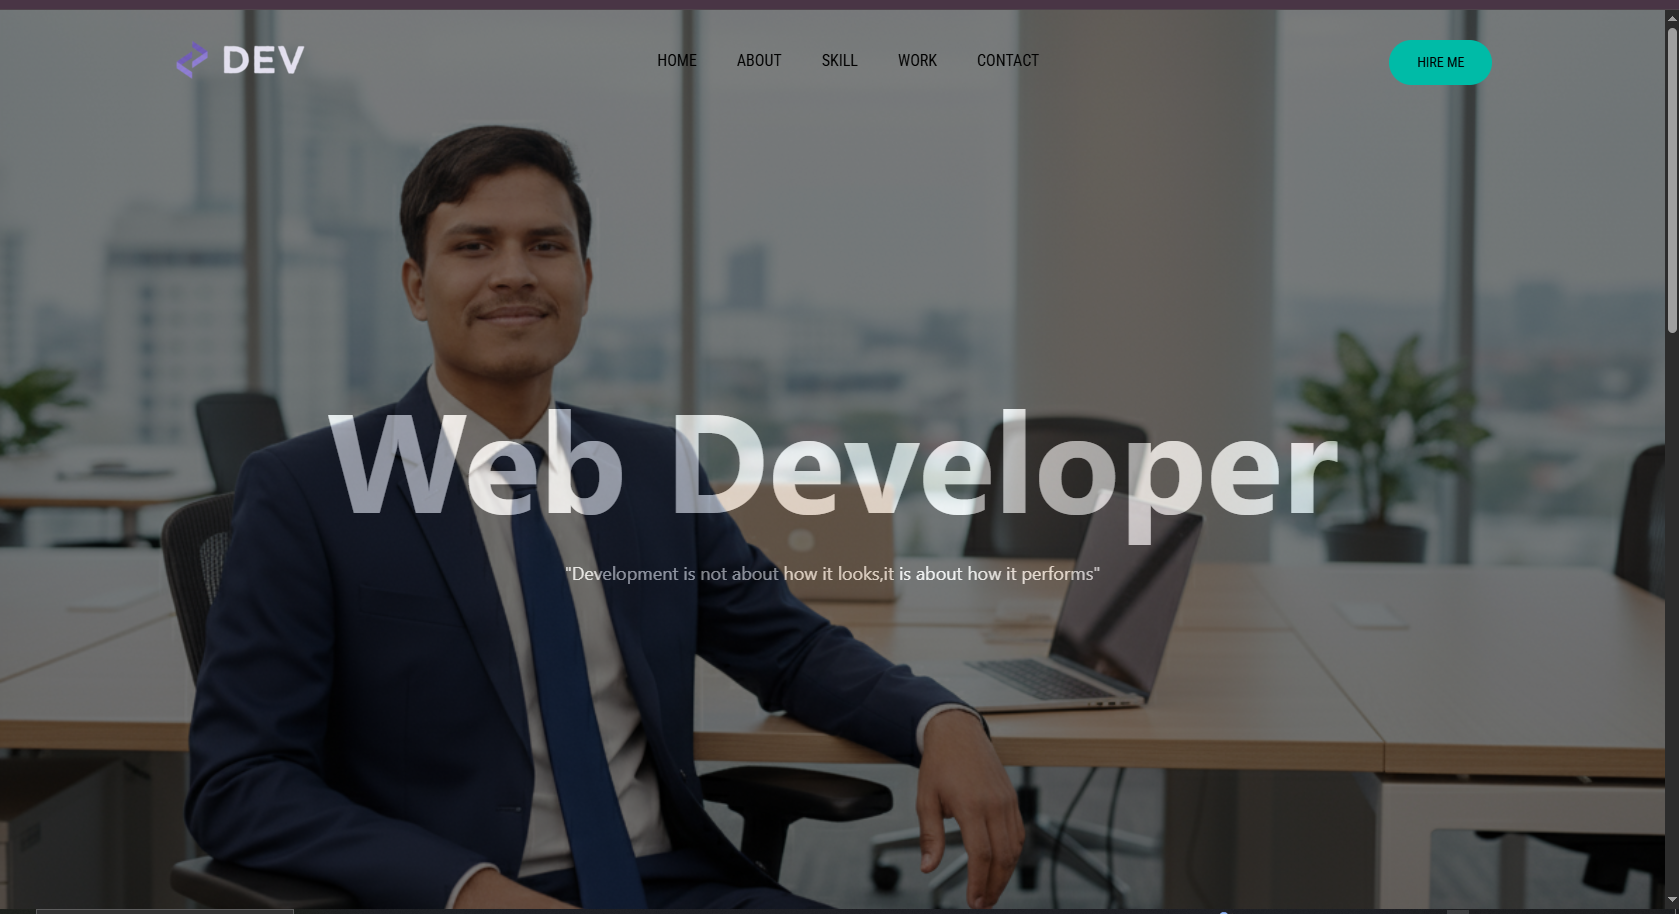 DEV
HOME ABOUT SKILL WORK CONTACT
HIRE ME
Web Developer
"Development is not about how it looks,it is about how it performs"